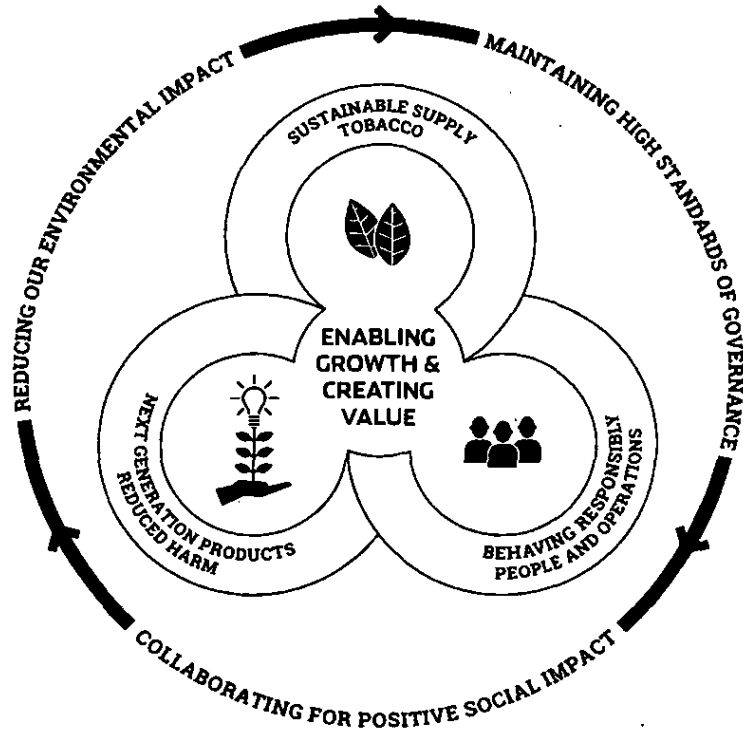 REDUCING OUR ENVIRONMENTAL IMPACT
MAINTAINING HIGH STANDARDS OF GOVERNANCE
SUSTAINABLE SUPPLY
TOBACCO
ENABLING
GROWTH &
CREATING
VALUE
NEXT GENERATION PRODUCTS
REDUCED HARM
BEHAVING RESPONSIBLY
PEOPLE AND OPERATIONS
COLLABORATING FOR POSITIVE SOCIAL IMPACT